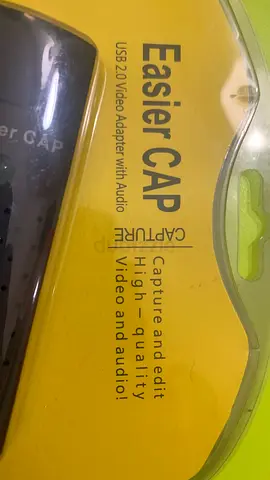 Easier CAP
USB 2.0 Video Adapter with Audio
CAPTURE
Capture and edit
High – quality
Video and audio!
er CAP
dubizzle